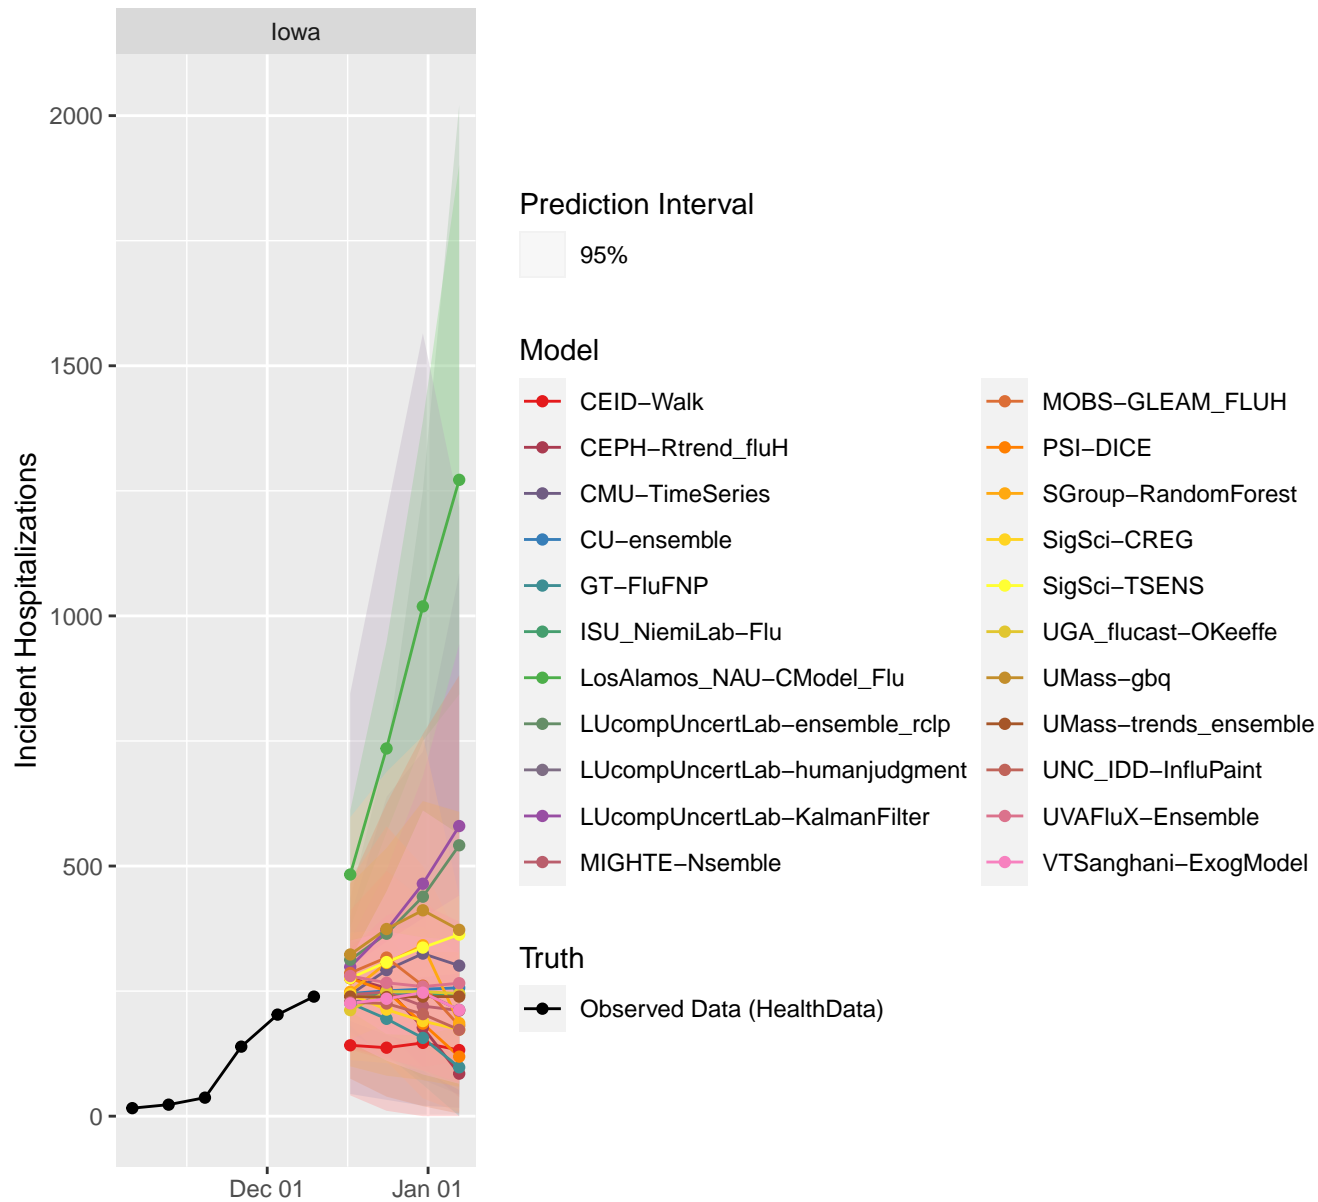 Iowa
2000
1500
1000
500
0
Incident Hospitalizations
Dec 01
Jan 01
Prediction Interval
95%
Model
CEID−Walk
CEPH−Rtrend_fluH
CMU−TimeSeries
CU−ensemble
GT−FluFNP
ISU_NiemiLab−Flu
LosAlamos_NAU−CModel_Flu
LUcompUncertLab−ensemble_rclp
LUcompUncertLab−humanjudgment
LUcompUncertLab−KalmanFilter
MIGHTE−Nsemble
MOBS−GLEAM_FLUH
PSI−DICE
SGroup−RandomForest
SigSci−CREG
SigSci−TSENS
UGA_flucast−OKeeffe
UMass−gbq
UMass−trends_ensemble
UNC_IDD−InfluPaint
UVAFluX−Ensemble
VTSanghani−ExogModel
Truth
Observed Data (HealthData)